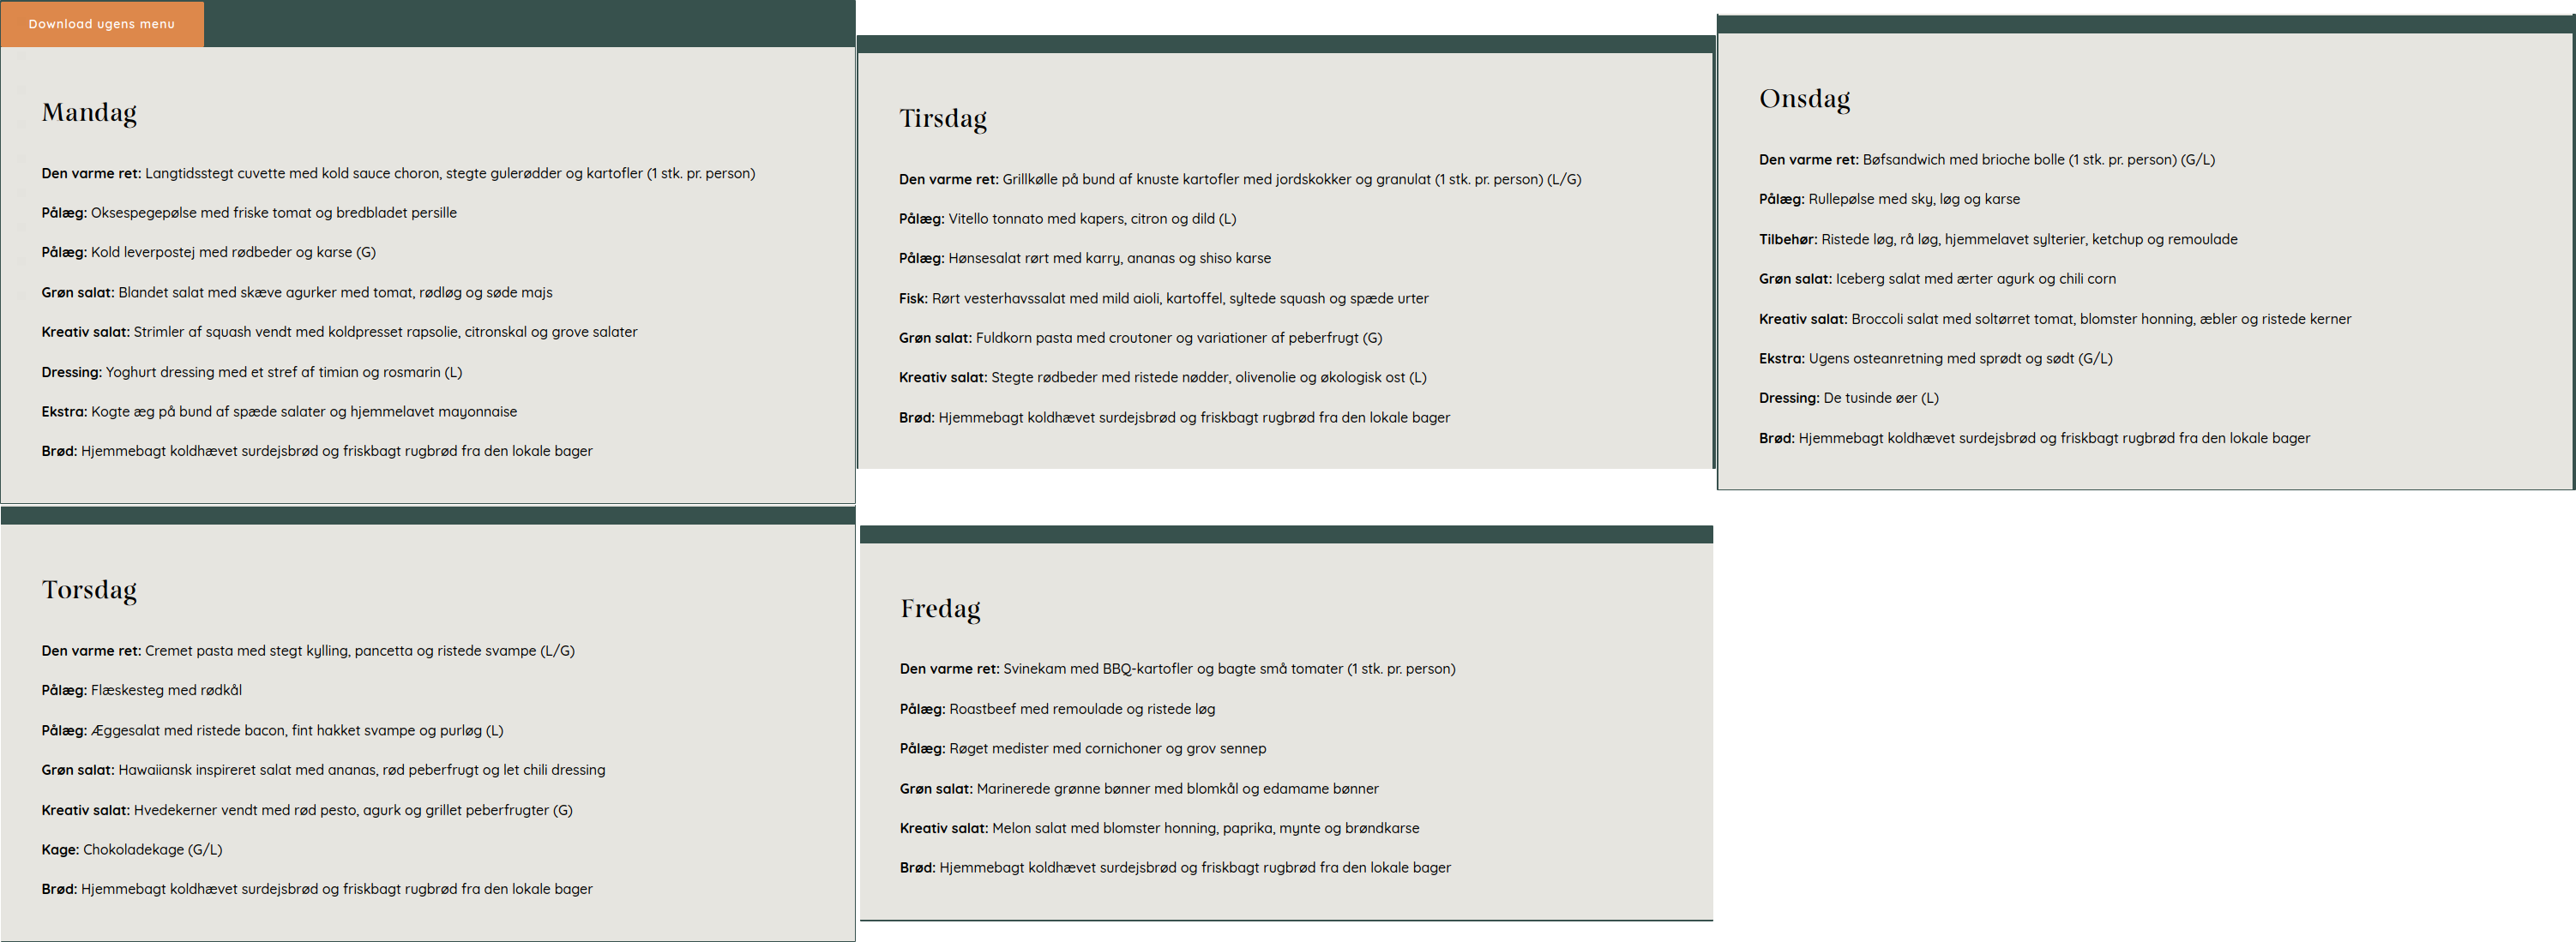 Download ugens menu
Mandag
Den varme ret: Langtidsstegt cuvette med kold sauce choron, stegte gulerødder og kartofler (1 stk. pr. person)
Pålæg: Oksespegepølse med friske tomat og bredbladet persille
Pålæg: Kold leverpostej med rødbeder og karse (G)
Grøn salat: Blandet salat med skæve agurker med tomat, rødløg og søde majs
Kreativ salat: Strimler af squash vendt med koldpresset rapsolie, citronskal og grove salater
Dressing: Yoghurt dressing med et stref af timian og rosmarin (L)
Ekstra: Kogte æg på bund af spæde salater og hjemmelavet mayonnaise
Brød: Hjemmebagt koldhævet surdejsbrød og friskbagt rugbrød fra den lokale bager
Tirsdag
Den varme ret: Grillkølle på bund af knuste kartofler med jordskokker og granulat (1 stk. pr. person) (L/G)
Pålæg: Vitello tonnato med kapers, citron og dild (L)
Pålæg: Hønsesalat rørt med karry, ananas og shiso karse
Fisk: Rørt vesterhavssalat med mild aioli, kartoffel, syltede squash og spæde urter
Grøn salat: Fuldkorn pasta med croutoner og variationer af peberfrugt (G)
Kreativ salat: Stegte rødbeder med ristede nødder, olivenolie og økologisk ost (L)
Brød: Hjemmebagt koldhævet surdejsbrød og friskbagt rugbrød fra den lokale bager
Onsdag
Den varme ret: Bøfsandwich med brioche bolle (1 stk. pr. person) (G/L)
Pålæg: Rullepølse med sky, løg og karse
Tilbehør: Ristede løg, rå løg, hjemmelavet sylterier, ketchup og remoulade
Grøn salat: Iceberg salat med ærter agurk og chili corn
Kreativ salat: Broccoli salat med soltørret tomat, blomster honning, æbler og ristede kerner
Ekstra: Ugens osteanretning med sprødt og sødt (G/L)
Dressing: De tusinde øer (L)
Brød: Hjemmebagt koldhævet surdejsbrød og friskbagt rugbrød fra den lokale bager
Torsdag
Den varme ret: Cremet pasta med stegt kylling, pancetta og ristede svampe (L/G)
Pålæg: Flæskesteg med rødkål
Pålæg: Æggesalat med ristede bacon, fint hakket svampe og purløg (L)
Grøn salat: Hawaiiansk inspireret salat med ananas, rød peberfrugt og let chili dressing
Kreativ salat: Hvedekerner vendt med rød pesto, agurk og grillet peberfrugter (G)
Kage: Chokoladekage (G/L)
Brød: Hjemmebagt koldhævet surdejsbrød og friskbagt rugbrød fra den lokale bager
Fredag
Den varme ret: Svinekam med BBQ-kartofler og bagte små tomater (1 stk. pr. person)
Pålæg: Roastbeef med remoulade og ristede løg
Pålæg: Røget medister med cornichoner og grov sennep
Grøn salat: Marinerede grønne bønner med blomkål og edamame bønner
Kreativ salat: Melon salat med blomster honning, paprika, mynte og brøndkarse
Brød: Hjemmebagt koldhævet surdejsbrød og friskbagt rugbrød fra den lokale bager